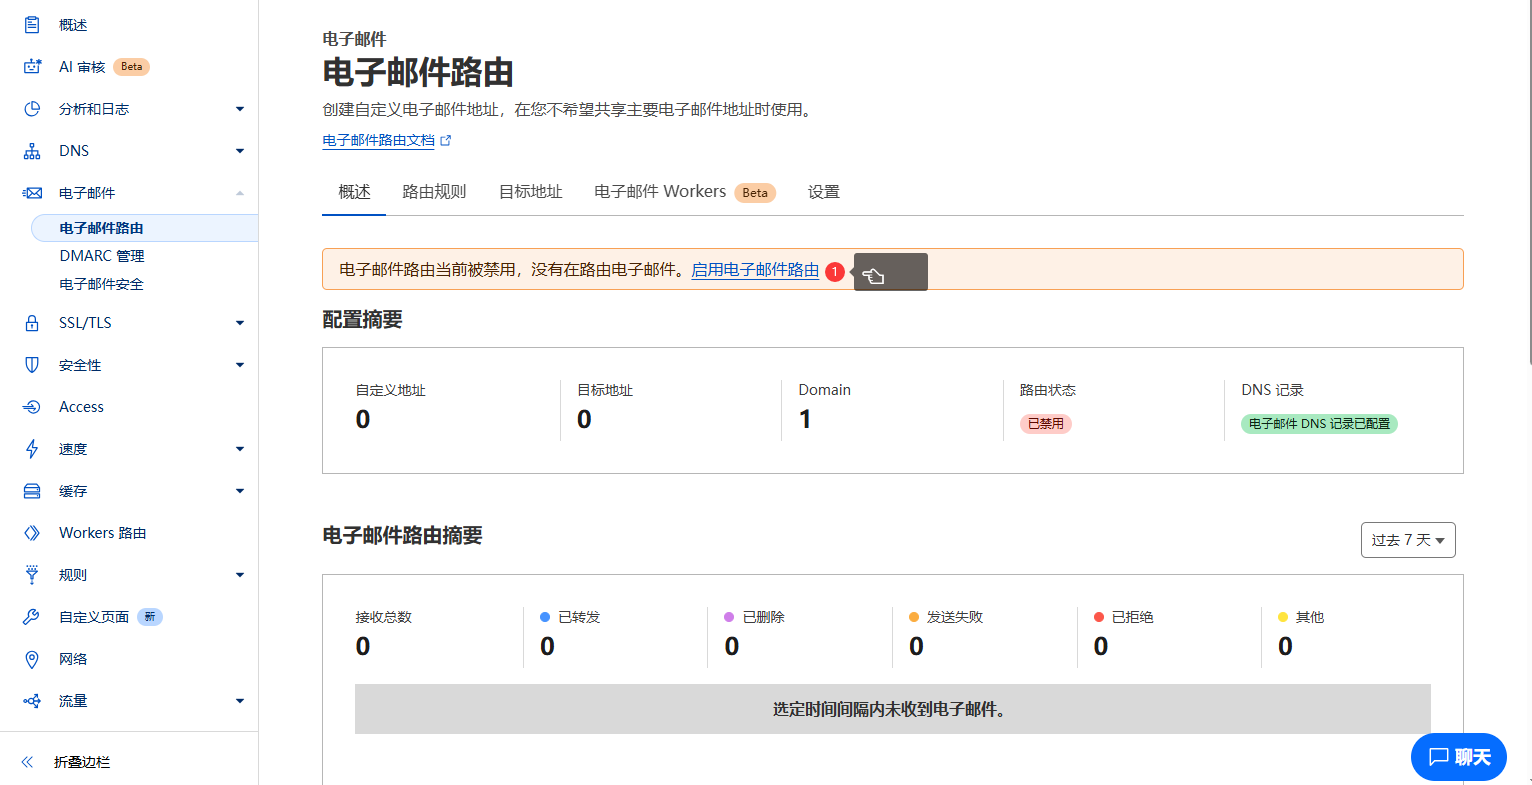 概述
AI 审核 Beta
分析和日志
DNS
电子邮件
电子邮件路由
DMARC 管理
电子邮件安全
SSL/TLS
安全性
Access
速度
缓存
Workers 路由
规则
自定义页面 新
网络
流量
折叠边栏
电子邮件
电子邮件路由
创建自定义电子邮件地址，在您不希望共享主要电子邮件地址时使用。
电子邮件路由文档
概述 路由规则 目标地址 电子邮件 Workers Beta 设置
电子邮件路由当前被禁用，没有在路由电子邮件。启用电子邮件路由 1
配置摘要
自定义地址 目标地址 Domain 路由状态 DNS 记录
0 0 1 已禁用 电子邮件 DNS 记录已配置
电子邮件路由摘要
过去 7 天
接收总数 已转发 已删除 发送失败 已拒绝 其他
0 0 0 0 0 0
选定时间间隔内未收到电子邮件。
聊天